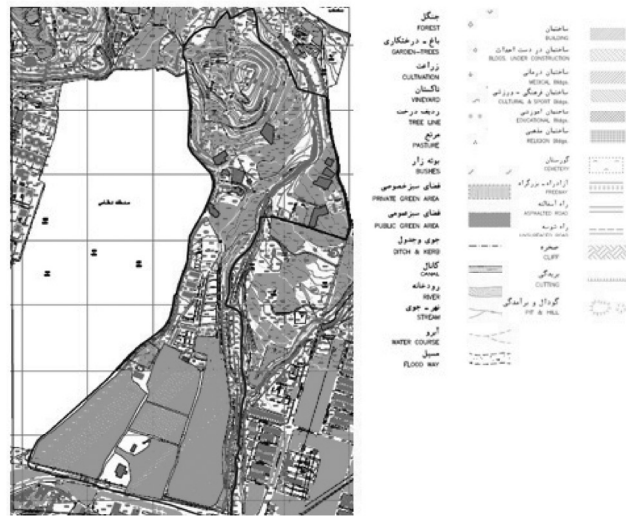 منطقه نظامی
جنگل
FOREST
باغ - درختکاری
GARDEN-TREES
زراعت
CULTIVATION
تاکستان
VINEYARD
ردیف درخت
TREE LINE
مرتع
PASTURE
بوته زار
BUSHES
فضای سبز خصوصی
PRIVATE GREEN AREA
فضای سبز عمومی
PUBLIC GREEN AREA
جوی و جدول
DITCH & HERB
کانال
CANAL
رودخانه
RIVER
نهر - جوی
STREAM
آبرو
WATER COURSE
مسیل
FLOOD WAY
ساختمان
BUILDING
ساختمان در دست احداث
BLDGS. UNDER CONSTRUCTION
ساختمان درمانی
MEDICAL Bldgs.
ساختمان فرهنگی - ورزشی
CULTURAL & SPORT Bldgs.
ساختمان آموزشی
EDUCATIONAL Bldgs.
ساختمان مذهبی
RELIGION Bldgs.
گورستان
CEMETERY
آزادراه - بزرگراه
FREEWAY
راه آسفالته
ASPHALTED ROAD
راه شوسه
صخره
CLIFF
بریدگی
CUTTING
گودال و برآمدگی
PIT & HILL